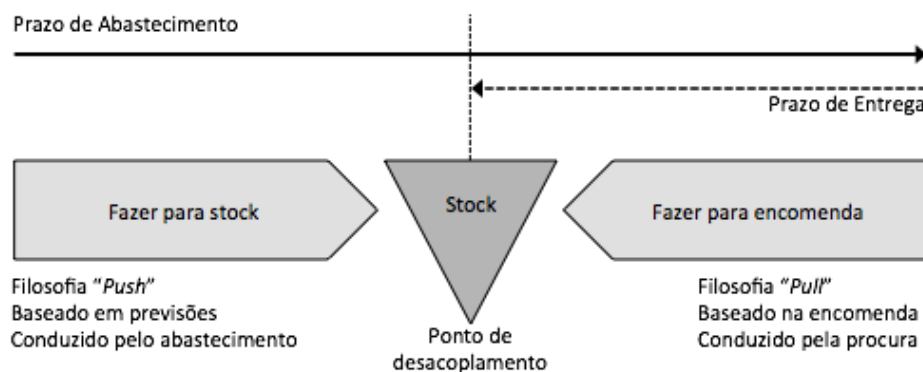 Prazo de Abastecimento
Prazo de Entrega
Fazer para stock
Stock
Fazer para encomenda
Filosofia "Push"
Baseado em previsões
Conduzido pelo abastecimento
Ponto de
desacoplamento
Filosofia "Pull"
Baseado na encomenda
Conduzido pela procura